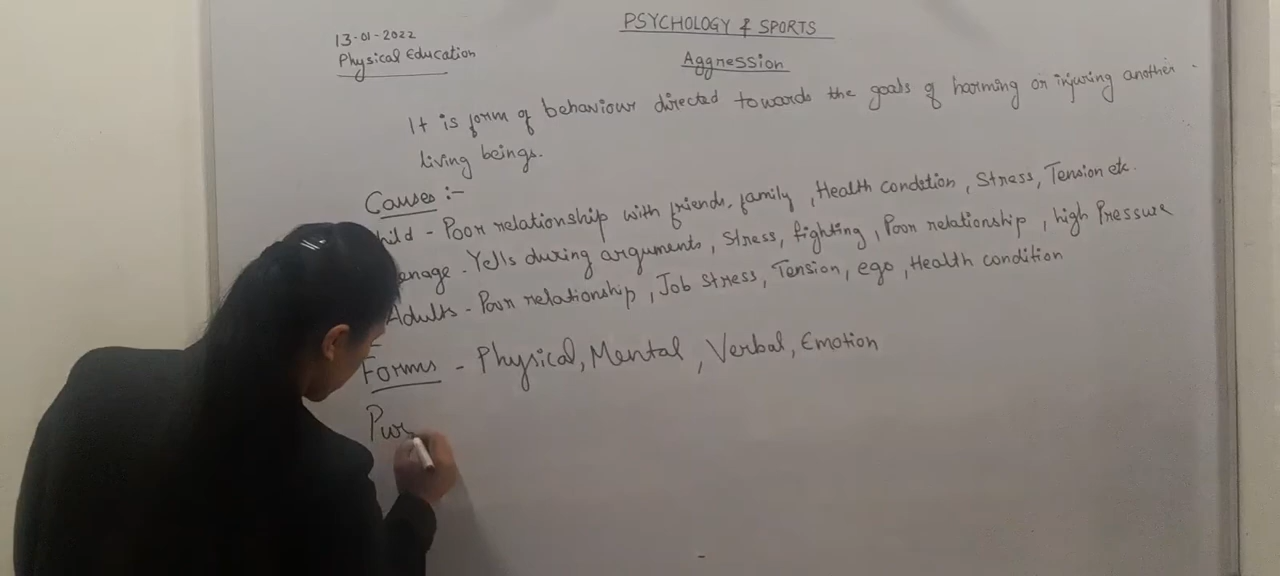 PSYCHOLOGY & SPORTS
13-01-2022
Physical Education
Aggression
It is form of behaviour directed towards the goals of harming or injuring another
living beings.
Causes :-
hild - Poor relationship with friends, family, Health condition, Stress, Tension etc.
enage - Yells during arguments, Stress, fighting, Poor relationship, high Pressure
Adults - Poor relationship, Job stress, Tension, ego, Health condition
Forms - Physical, Mental, Verbal, Emotion
Pur